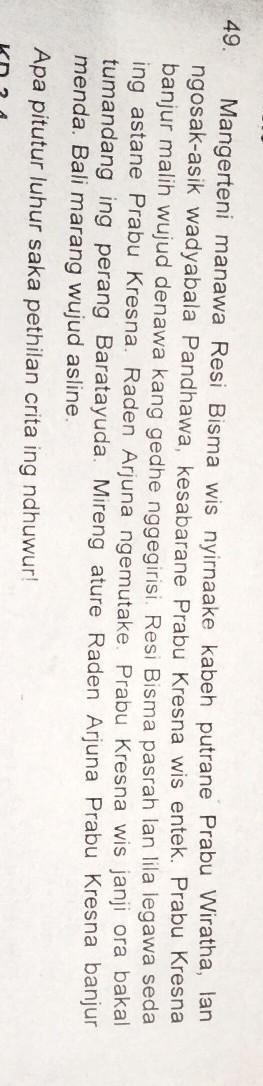 49. Mangerteni manawa Resi Bisma wis nyirnaake kabeh putrane Prabu Wiratha, lan
ngosak-asik wadyabala Pandhawa, kesabarane Prabu Kresna wis entek. Prabu Kresna
banjur malih wujud denawa kang gedhe nggegirisi. Resi Bisma pasrah lan lila legawa seda
ing astane Prabu Kresna. Raden Arjuna ngemutake. Prabu Kresna wis janji ora bakal
tumandang ing perang Baratayuda. Mireng ature Raden Arjuna Prabu Kresna banjur
menda. Bali marang wujud asline.
Apa pitutur luhur saka pethilan crita ing ndhuwur!